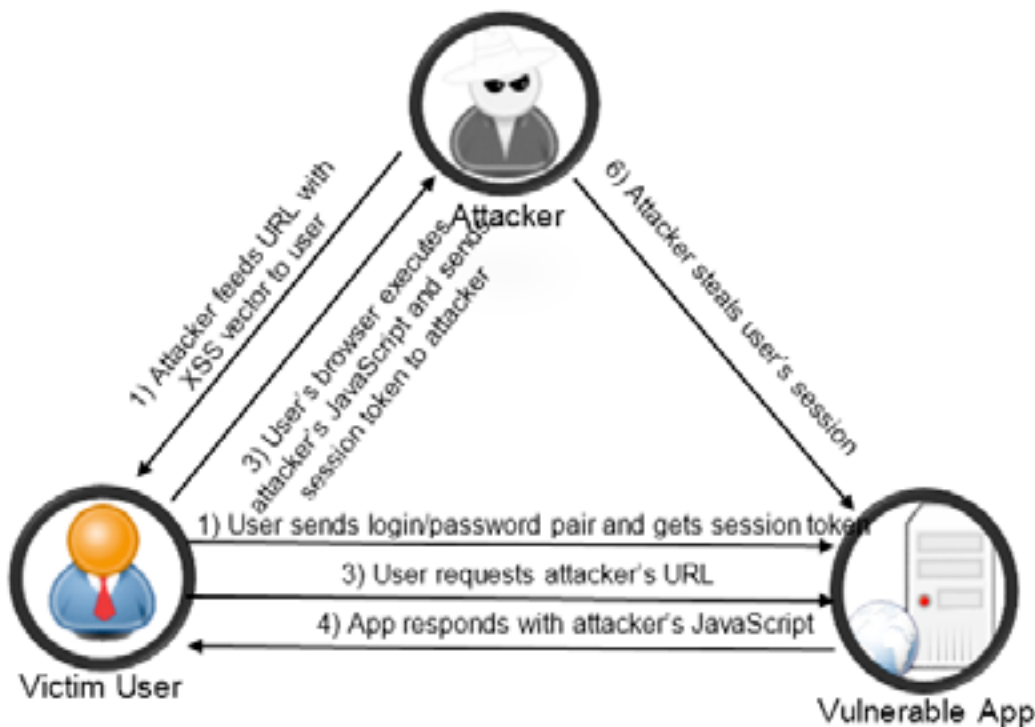 Attacker
1) Attacker feeds URL with
XSS vector to user
3) User's browser executes
attacker's JavaScript and sends
session token to attacker
6) Attacker steals user's session
1) User sends login/password pair and gets session token
3) User requests attacker's URL
4) App responds with attacker's JavaScript
Victim User
Vulnerable App